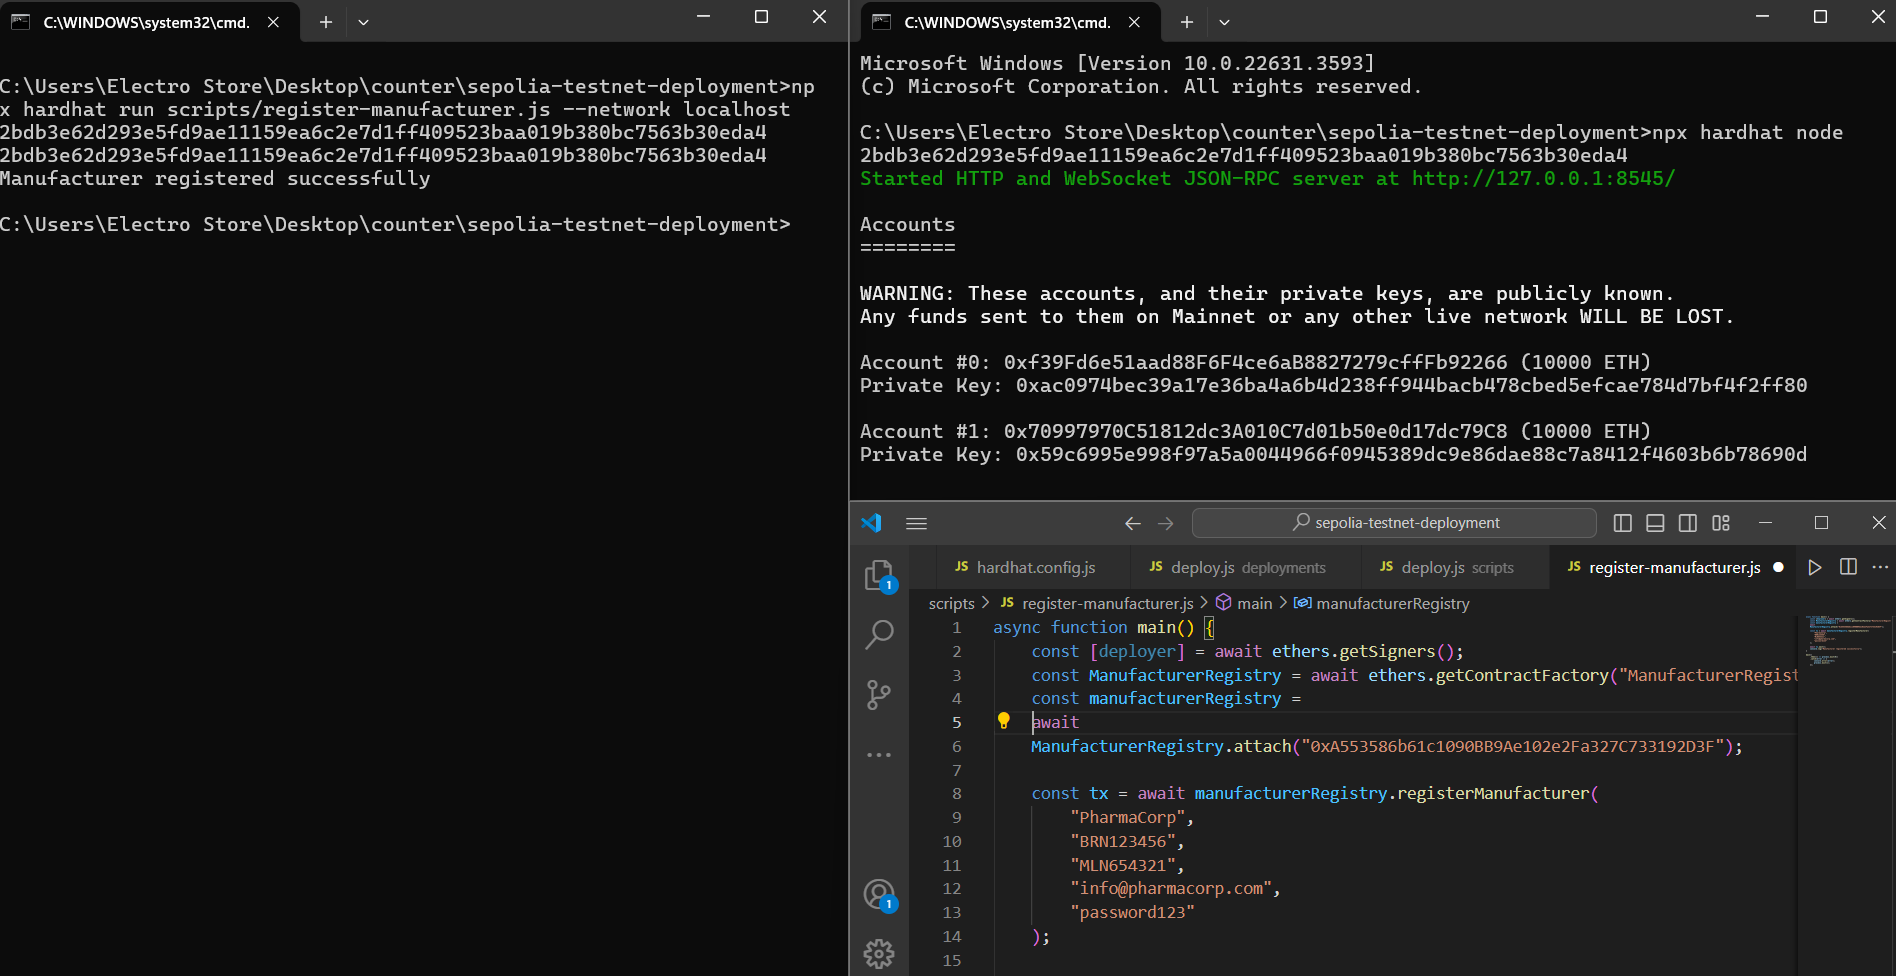 C:\WINDOWS\system32\cmd.
C:\Users\Electro Store\Desktop\counter\sepolia-testnet-deployment>np
x hardhat run scripts/register-manufacturer.js --network localhost
2bdb3e62d293e5fd9ae11159ea6c2e7d1ff409523baa019b380bc7563b30eda4
2bdb3e62d293e5fd9ae11159ea6c2e7d1ff409523baa019b380bc7563b30eda4
Manufacturer registered successfully
C:\Users\Electro Store\Desktop\counter\sepolia-testnet-deployment>
C:\WINDOWS\system32\cmd.
Microsoft Windows [Version 10.0.22631.3593]
(c) Microsoft Corporation. All rights reserved.
C:\Users\Electro Store\Desktop\counter\sepolia-testnet-deployment>npx hardhat node
2bdb3e62d293e5fd9ae11159ea6c2e7d1ff409523baa019b380bc7563b30eda4
Started HTTP and WebSocket JSON-RPC server at http://127.0.0.1:8545/
Accounts
========
WARNING: These accounts, and their private keys, are publicly known.
Any funds sent to them on Mainnet or any other live network WILL BE LOST.
Account #0: 0xf39Fd6e51aad88F6F4ce6aB8827279cffFb92266 (10000 ETH)
Private Key: 0xac0974bec39a17e36ba4a6b4d238ff944bacb478cbed5efcae784d7bf4f2ff80
Account #1: 0x70997970C51812dc3A010C7d01b50e0d17dc79C8 (10000 ETH)
Private Key: 0x59c6995e998f97a5a0044966f0945389dc9e86dae88c7a8412f4603b6b78690d
sepolia-testnet-deployment
JS hardhat.config.js
JS deploy.js deployments
JS deploy.js scripts
JS register-manufacturer.js
1
scripts > JS register-manufacturer.js > main > manufacturerRegistry
1 async function main() {
2 const [deployer] = await ethers.getSigners();
3 const ManufacturerRegistry = await ethers.getContractFactory("ManufacturerRegist
4 const manufacturerRegistry =
5 await
6 ManufacturerRegistry.attach("0xA553586b61c1090BB9Ae102e2Fa327C733192D3F");
7
8 const tx = await manufacturerRegistry.registerManufacturer(
9 "PharmaCorp",
10 "BRN123456",
11 "MLN654321",
12 "info@pharmacorp.com",
13 "password123"
14 );
15
1